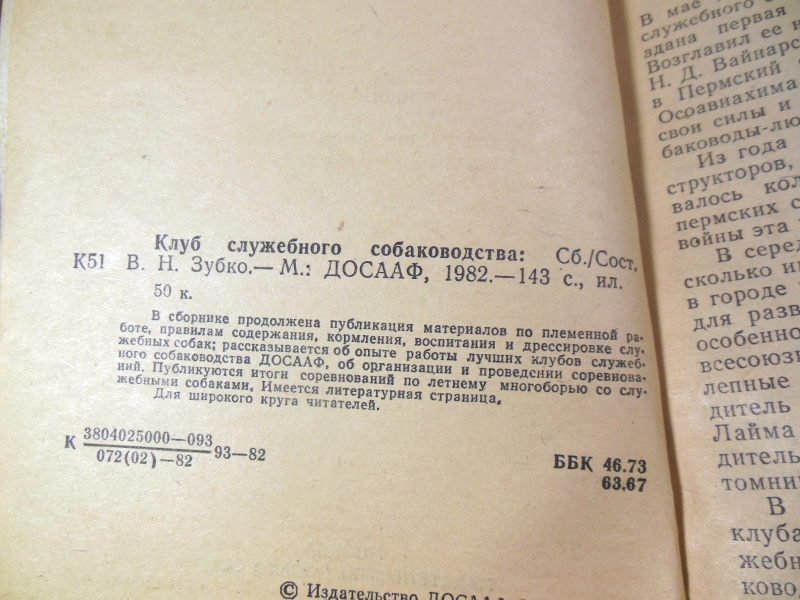 Клуб служебного собаководства: Сб./Сост.
К51 В. Н. Зубко.— М.: ДОСААФ, 1982.—143 с., ил.
50 к.
В сборнике продолжена публикация материалов по племенной ра-
боте, правилам содержания, кормления, воспитания и дрессировке слу-
жебных собак; рассказывается об опыте работы лучших клубов служеб-
ного собаководства ДОСААФ, об организации и проведении соревнова-
ний. Публикуются итоги соревнований по летнему многоборью со слу-
жебными собаками. Имеется литературная страница.
Для широкого круга читателей.
К 3804025000—093
072(02)—82 93—82
ББК 46.73
63.67
© Издательство ДОСААФ
В мае
служебного
здана первая
Возглавил ее
Н. Д. Вайнар
в Пермский
Осоавиахима
свои силы и
баководы-лю
Из года
структоров,
валось кол
пермских с
войны эта
В серед
сколько
в городе
для разв
особенно
всесоюзн
лепные
дитель
Лайма
дитель
томни
В
клуба
жебн
ковод